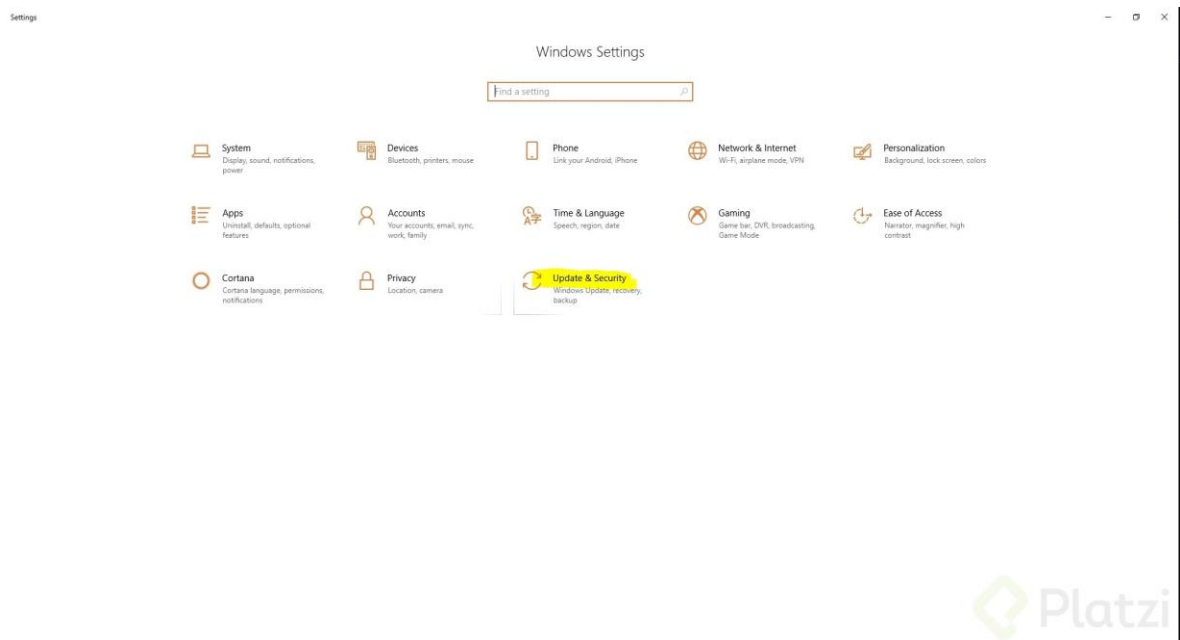 Settings
Windows Settings
Find a setting
System
Display, sound, notifications,
power
Devices
Bluetooth, printers, mouse
Phone
Link your Android, iPhone
Network & Internet
Wi-Fi, airplane mode, VPN
Personalization
Background, lock screen, colors
Apps
Uninstall, defaults, optional
features
Accounts
Your accounts, email, sync,
work, family
Time & Language
Speech, region, date
Gaming
Game bar, DVR, broadcasting,
Game Mode
Ease of Access
Narrator, magnifier, high
contrast
Cortana
Cortana language, permissions,
notifications
Privacy
Location, camera
Update & Security
Windows Update, recovery,
backup
Platzi